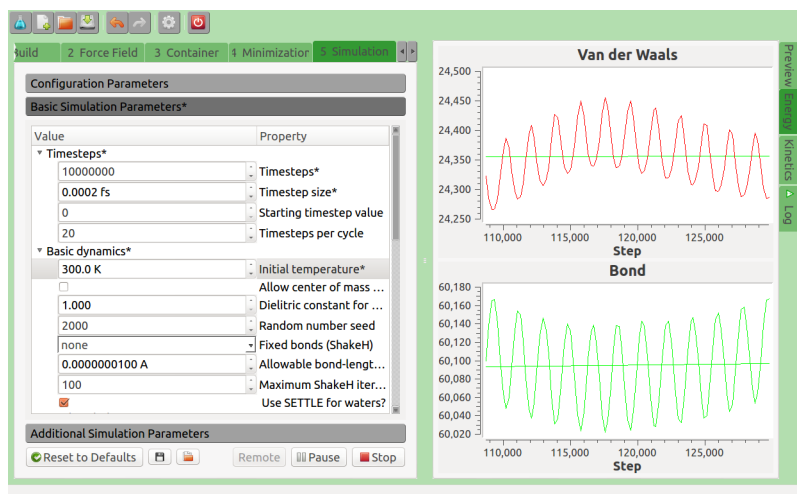 uild 2 Force Field 3 Container 4 Minimization 5 Simulation
Configuration Parameters
Basic Simulation Parameters*
Value Property
Timesteps*
10000000 Timesteps*
0.0002 fs Timestep size*
0 Starting timestep value
20 Timesteps per cycle
Basic dynamics*
300.0 K Initial temperature*
Allow center of mass ...
1.000 Dielitric constant for ...
2000 Random number seed
none Fixed bonds (ShakeH)
0.0000000100 A Allowable bond-lengt...
100 Maximum ShakeH iter...
Use SETTLE for waters?
Additional Simulation Parameters
Reset to Defaults Remote Pause Stop
Van der Waals
24,500
24,450
24,400
24,350
24,300
24,250
110,000 115,000 120,000 125,000
Step
Bond
60,180
60,160
60,140
60,120
60,100
60,080
60,060
60,040
60,020
110,000 115,000 120,000 125,000
Step
Preview
Energy
Kinetics
Log